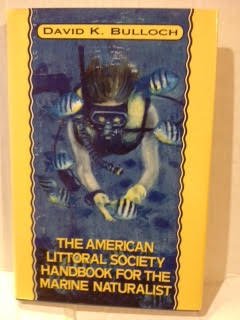 DAVID K. BULLOCH
THE AMERICAN
LITTORAL SOCIETY
HANDBOOK FOR THE
MARINE NATURALIST